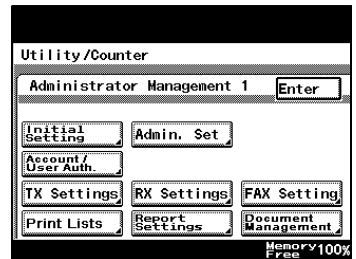 Utility/Counter
Administrator Management 1
Enter
Initial
Setting
Admin. Set
Account/
User Auth.
TX Settings
RX Settings
FAX Setting
Print Lists
Report
Settings
Document
Management
Memory
Free
100%